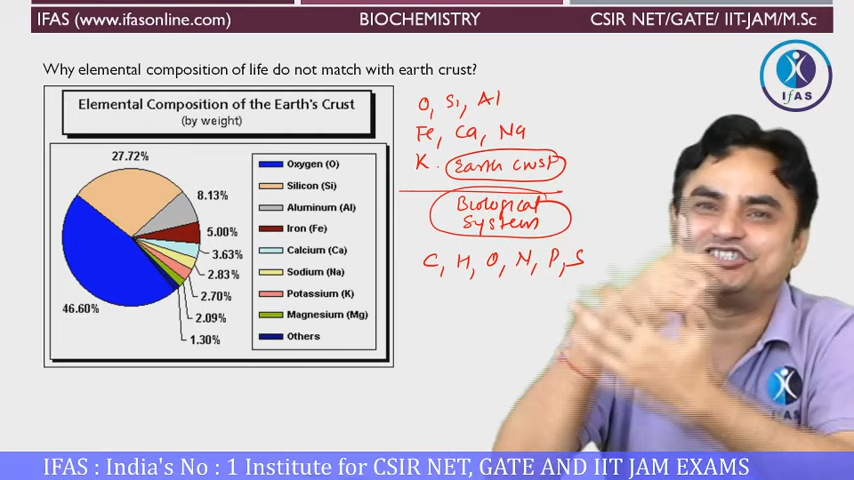 IFAS (www.ifasonline.com)
BIOCHEMISTRY
CSIR NET/GATE/ IIT-JAM/M.Sc
Why elemental composition of life do not match with earth crust?
IFAS
Elemental Composition of the Earth's Crust
(by weight)
27.72%
8.13%
5.00%
3.63%
2.83%
2.70%
2.09%
1.30%
46.60%
Oxygen (O)
Silicon (Si)
Aluminum (Al)
Iron (Fe)
Calcium (Ca)
Sodium (Na)
Potassium (K)
Magnesium (Mg)
Others
O, Si, Al
Fe, Ca, Na
K. Earth crust
Biological
Systems
C, H, O, N, P, S
IFAS
IFAS : India's No : 1 Institute for CSIR NET, GATE AND IIT JAM EXAMS